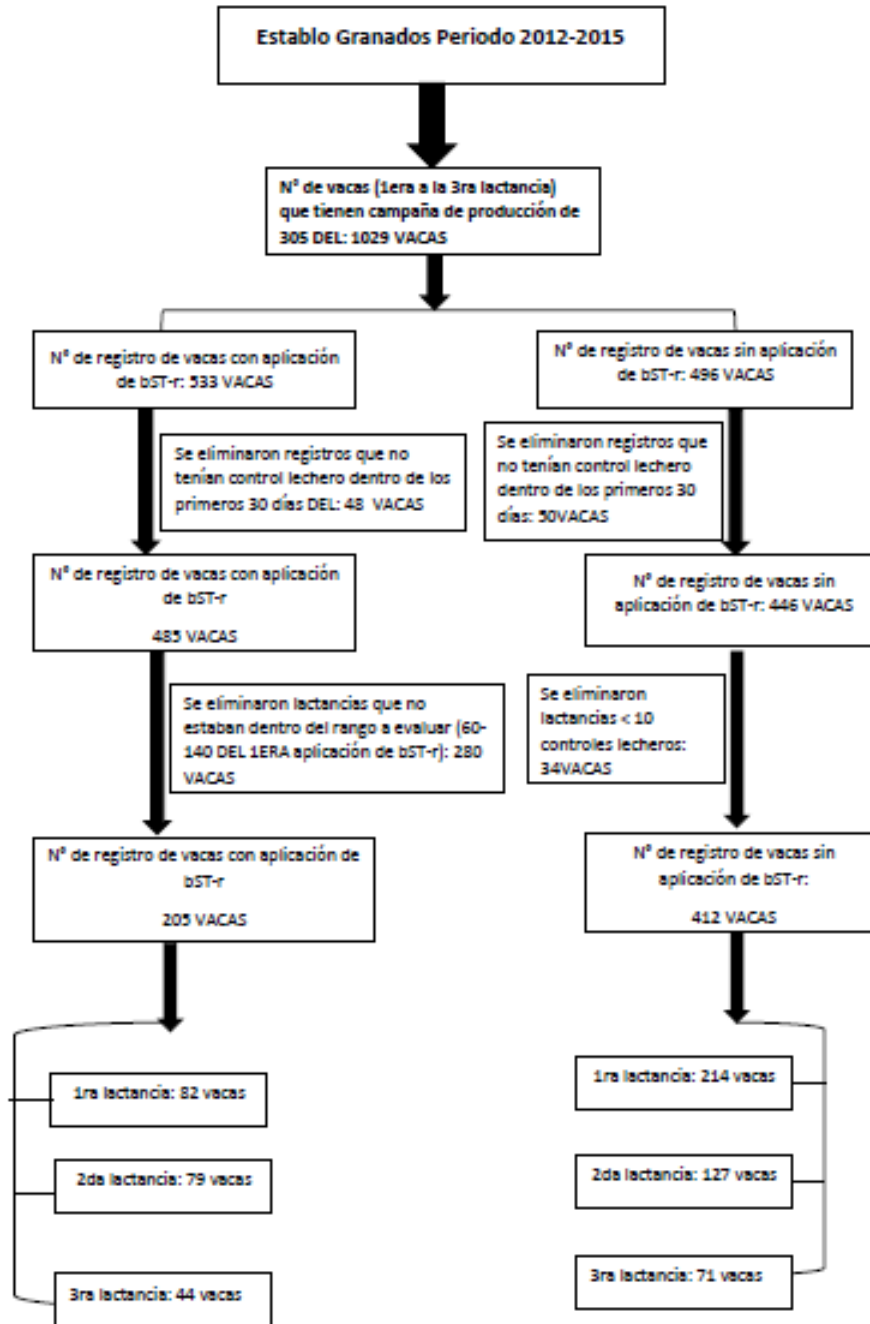 Establo Granados Periodo 2012-2015
N° de vacas (1era a la 3ra lactancia)
que tienen campaña de producción de
305 DEL: 1029 VACAS
N° de registro de vacas con aplicación
de bST-r: 533 VACAS
N° de registro de vacas sin aplicación
de bST-r: 496 VACAS
Se eliminaron registros que no
tenían control lechero dentro de los
primeros 30 días DEL: 48 VACAS
Se eliminaron registros que
no tenían control lechero
dentro de los primeros 30
días: 50VACAS
N° de registro de vacas con aplicación
de bST-r
485 VACAS
N° de registro de vacas sin
aplicación de bST-r: 446 VACAS
Se eliminaron lactancias que no
estaban dentro del rango a evaluar (60-
140 DEL 1ERA aplicación de bST-r): 280
VACAS
Se eliminaron
lactancias < 10
controles lecheros:
34VACAS
N° de registro de vacas con aplicación de
bST-r
205 VACAS
N° de registro de vacas sin
aplicación de bST-r:
412 VACAS
1ra lactancia: 82 vacas
2da lactancia: 79 vacas
3ra lactancia: 44 vacas
1ra lactancia: 214 vacas
2da lactancia: 127 vacas
3ra lactancia: 71 vacas